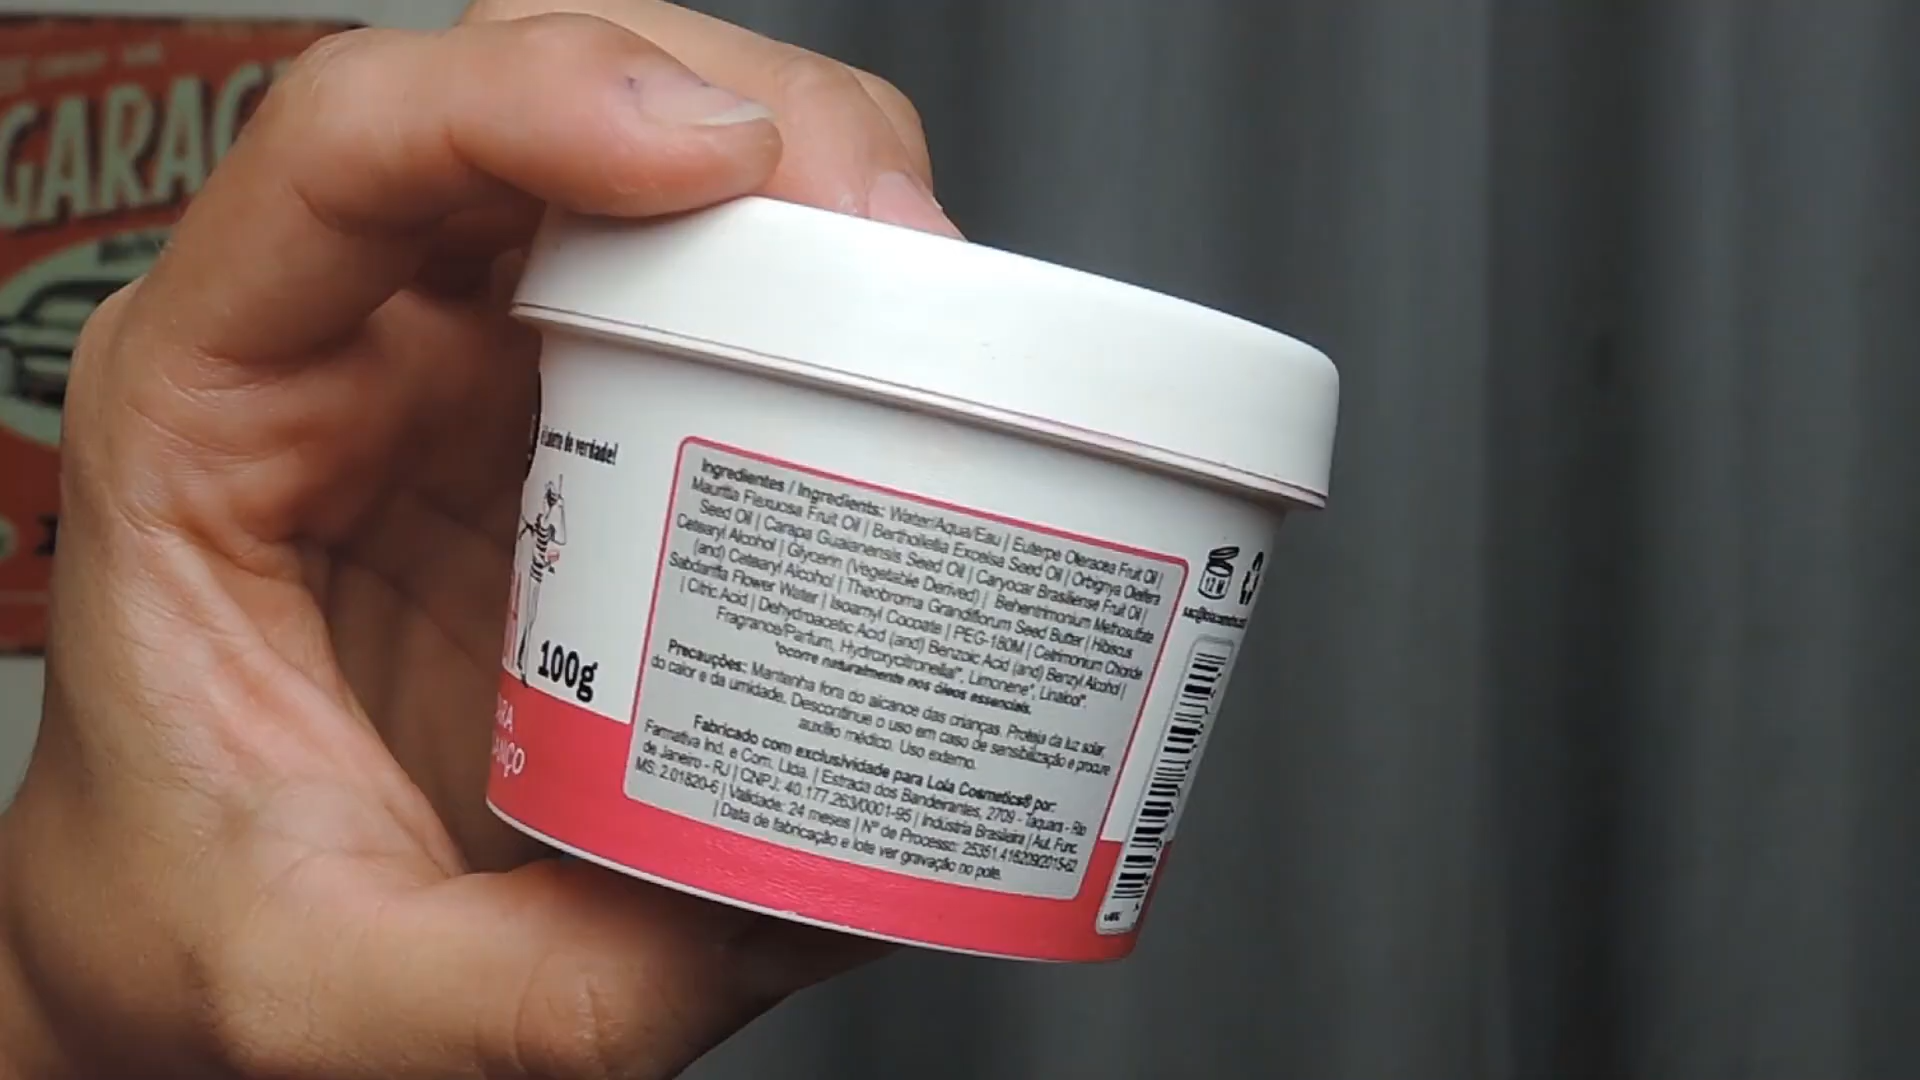 GARAG
de verdade!
100g
Ingredientes / Ingredients: Water/Aqua/Eau | Euterpe Oleracea Fruit Oil |
Mauritia Flexuosa Fruit Oil | Bertholletia Excelsa Seed Oil | Orbignya Oleifera
Seed Oil | Carapa Guaianensis Seed Oil | Caryocar Brasiliense Fruit Oil |
Cetearyl Alcohol | Glycerin (Vegetable Derived) | Behentrimonium Methosulfate
(and) Cetearyl Alcohol | Theobroma Grandiflorum Seed Butter | Hibiscus
Sabdariffa Flower Water | Isoamyl Cocoate | PEG-180M | Cetrimonium Chloride
| Citric Acid | Dehydroacetic Acid (and) Benzoic Acid (and) Benzyl Alcohol |
Fragrance/Parfum, Hydroxycitronellal*, Limonene*, Linalool*.
*ocorre naturalmente nos óleos essenciais.
Precauções: Mantenha fora do alcance das crianças. Proteja da luz solar,
do calor e da umidade. Descontinue o uso em caso de sensibilização e procure
auxílio médico. Uso externo.
Fabricado com exclusividade para Lola Cosmetics® por:
Farmativa Ind. e Com. Ltda. | Estrada dos Bandeirantes, 2709 - Taquara - Rio
de Janeiro - RJ | CNPJ: 40.177.263/0001-95 | Indústria Brasileira | Aut. Func.
MS: 2.01820-6 | Validade: 24 meses | Nº de Processo: 25351.416209/2015-62
| Data de fabricação e lote ver gravação no pote.
12 M